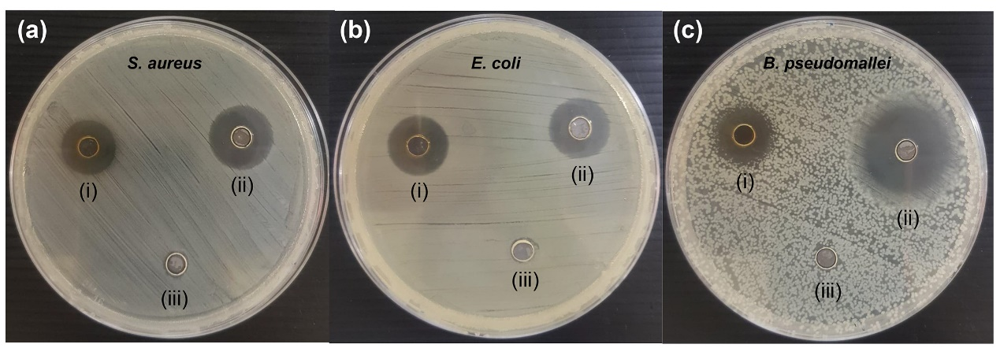 (a)
S. aureus
(i)
(ii)
(iii)
(b)
E. coli
(i)
(ii)
(iii)
(c)
B. pseudomallei
(i)
(ii)
(iii)